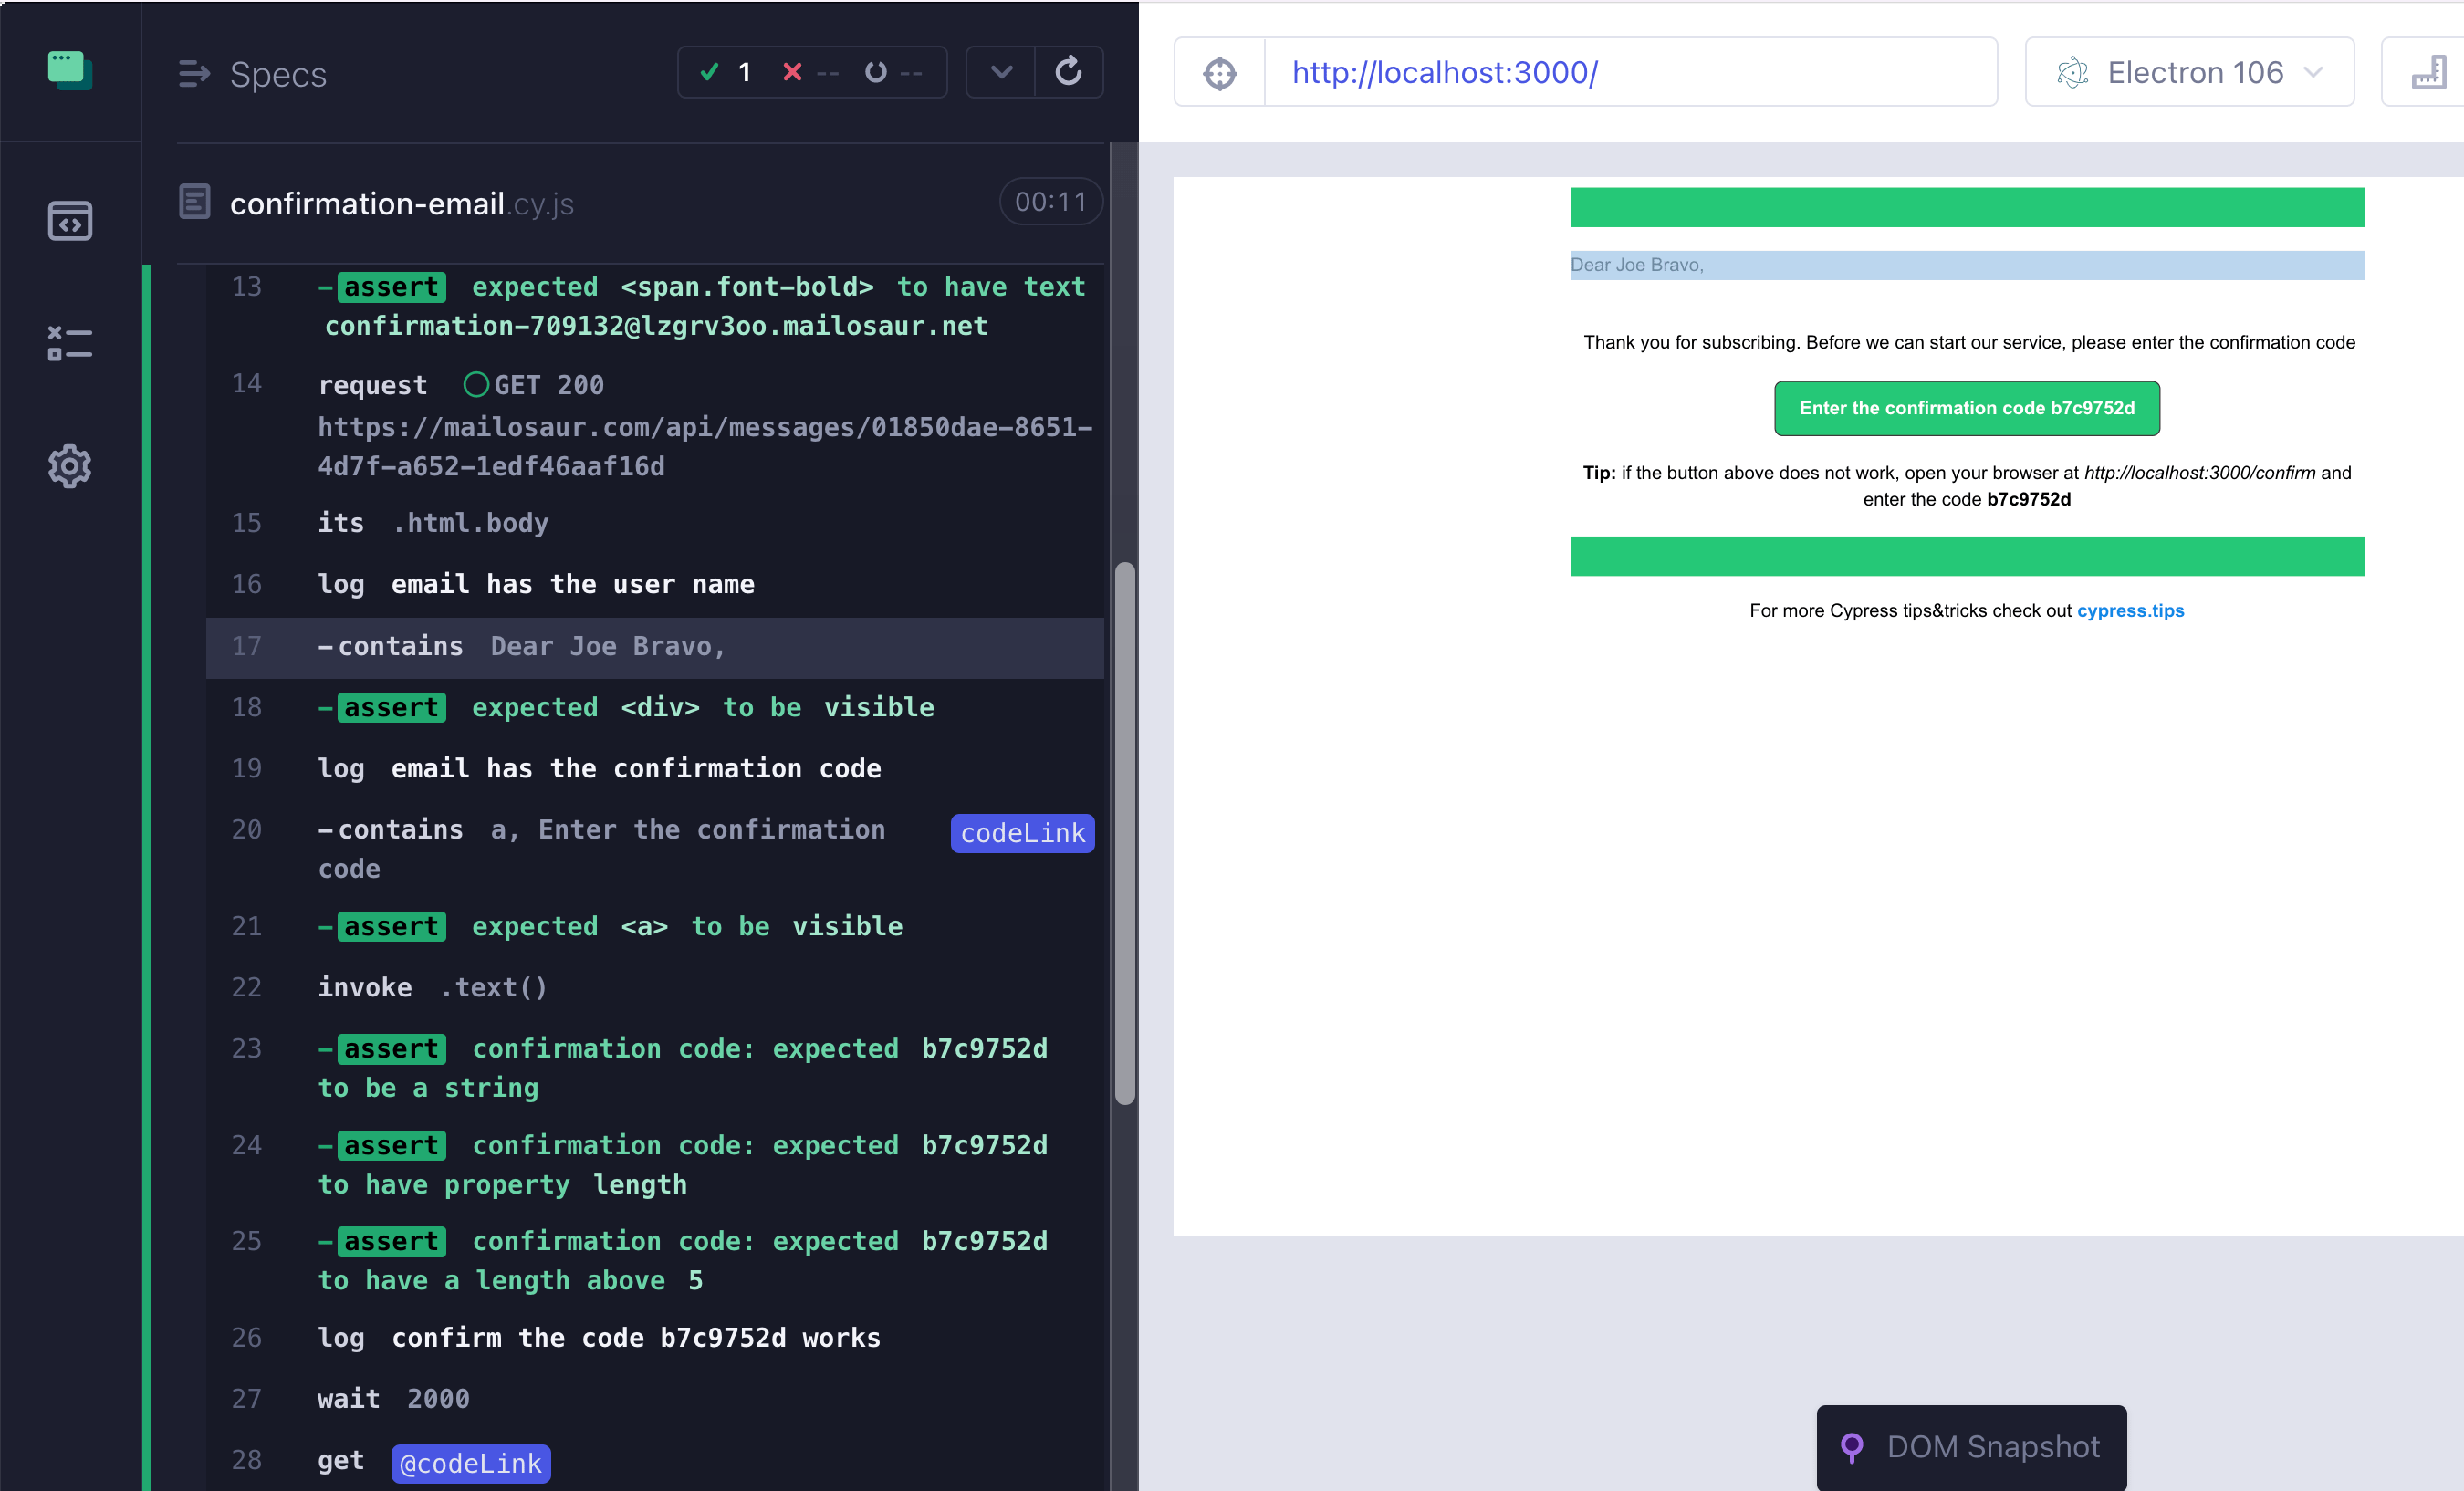 Specs
1 -- --
confirmation-email.cy.js
00:11
13 -assert expected <span.font-bold> to have text
confirmation-709132@lzgrv3oo.mailosaur.net
14 request GET 200
https://mailosaur.com/api/messages/01850dae-8651-
4d7f-a652-1edf46aaf16d
15 its .html.body
16 log email has the user name
17 -contains Dear Joe Bravo,
18 -assert expected <div> to be visible
19 log email has the confirmation code
20 -contains a, Enter the confirmation codeLink
code
21 -assert expected <a> to be visible
22 invoke .text()
23 -assert confirmation code: expected b7c9752d
to be a string
24 -assert confirmation code: expected b7c9752d
to have property length
25 -assert confirmation code: expected b7c9752d
to have a length above 5
26 log confirm the code b7c9752d works
27 wait 2000
28 get @codeLink
http://localhost:3000/
Electron 106
Dear Joe Bravo,
Thank you for subscribing. Before we can start our service, please enter the confirmation code
Enter the confirmation code b7c9752d
Tip: if the button above does not work, open your browser at http://localhost:3000/confirm and
enter the code b7c9752d
For more Cypress tips&tricks check out cypress.tips
DOM Snapshot